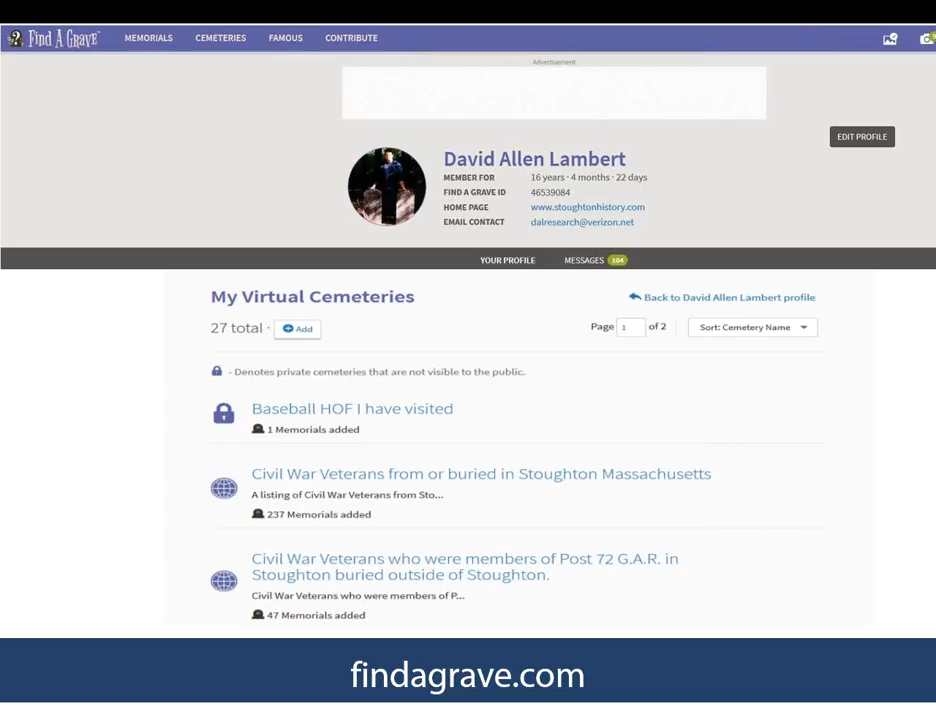 Find A Grave
MEMORIALS CEMETERIES FAMOUS CONTRIBUTE
Advertisement
EDIT PROFILE
David Allen Lambert
MEMBER FOR 16 years · 4 months · 22 days
FIND A GRAVE ID 46539084
HOME PAGE www.stoughtonhistory.com
EMAIL CONTACT dalresearch@verizon.net
YOUR PROFILE MESSAGES 104
My Virtual Cemeteries
Back to David Allen Lambert profile
27 total · Add
Page 1 of 2 Sort: Cemetery Name
- Denotes private cemeteries that are not visible to the public.
Baseball HOF I have visited
1 Memorials added
Civil War Veterans from or buried in Stoughton Massachusetts
A listing of Civil War Veterans from Sto...
237 Memorials added
Civil War Veterans who were members of Post 72 G.A.R. in
Stoughton buried outside of Stoughton.
Civil War Veterans who were members of P...
47 Memorials added
findagrave.com